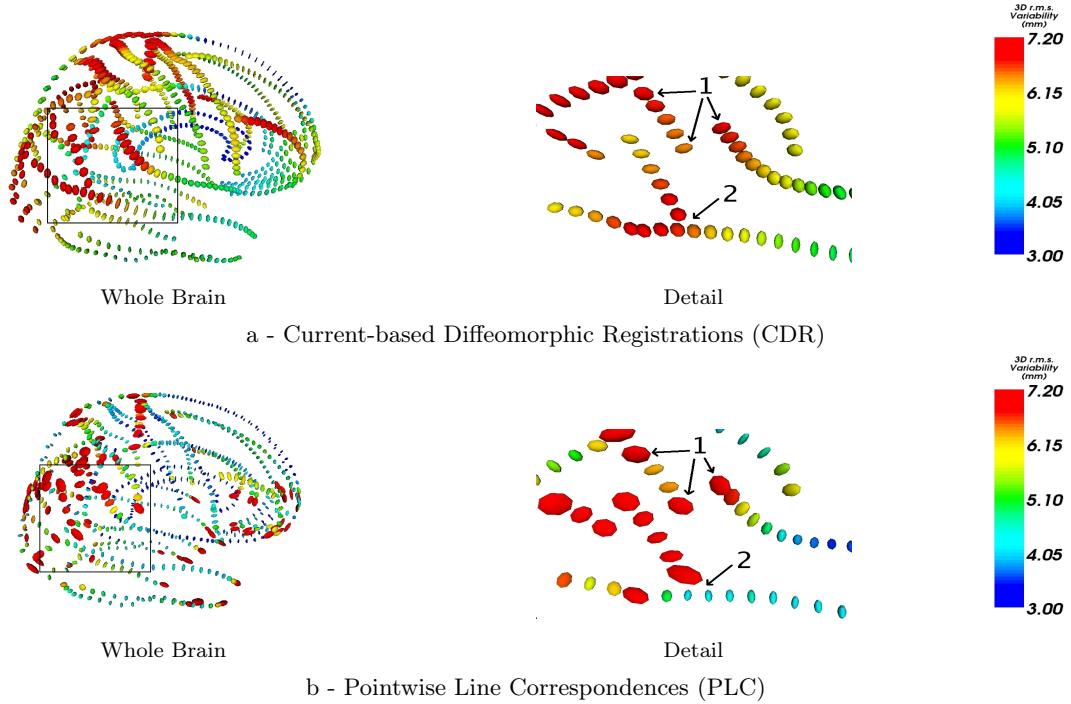 3D r.m.s.
Variability
(mm)
7.20
6.15
5.10
4.05
3.00
1
2
Whole Brain
Detail
a - Current-based Diffeomorphic Registrations (CDR)
3D r.m.s.
Variability
(mm)
7.20
6.15
5.10
4.05
3.00
1
2
Whole Brain
Detail
b - Pointwise Line Correspondences (PLC)